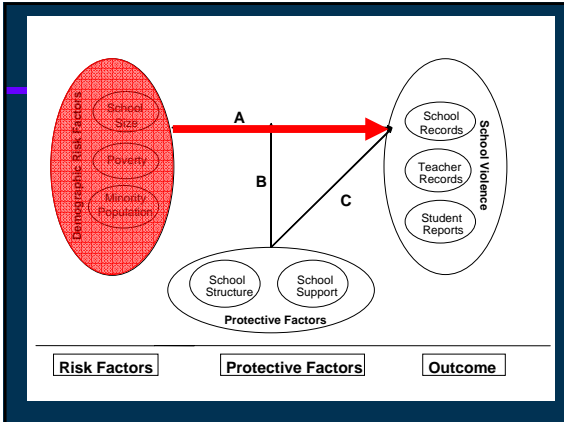 Demographic Risk Factors
School
Size
Poverty
Minority
Population
A
B
C
School
Records
Teacher
Records
Student
Reports
School Violence
School
Structure
School
Support
Protective Factors
Risk Factors
Protective Factors
Outcome